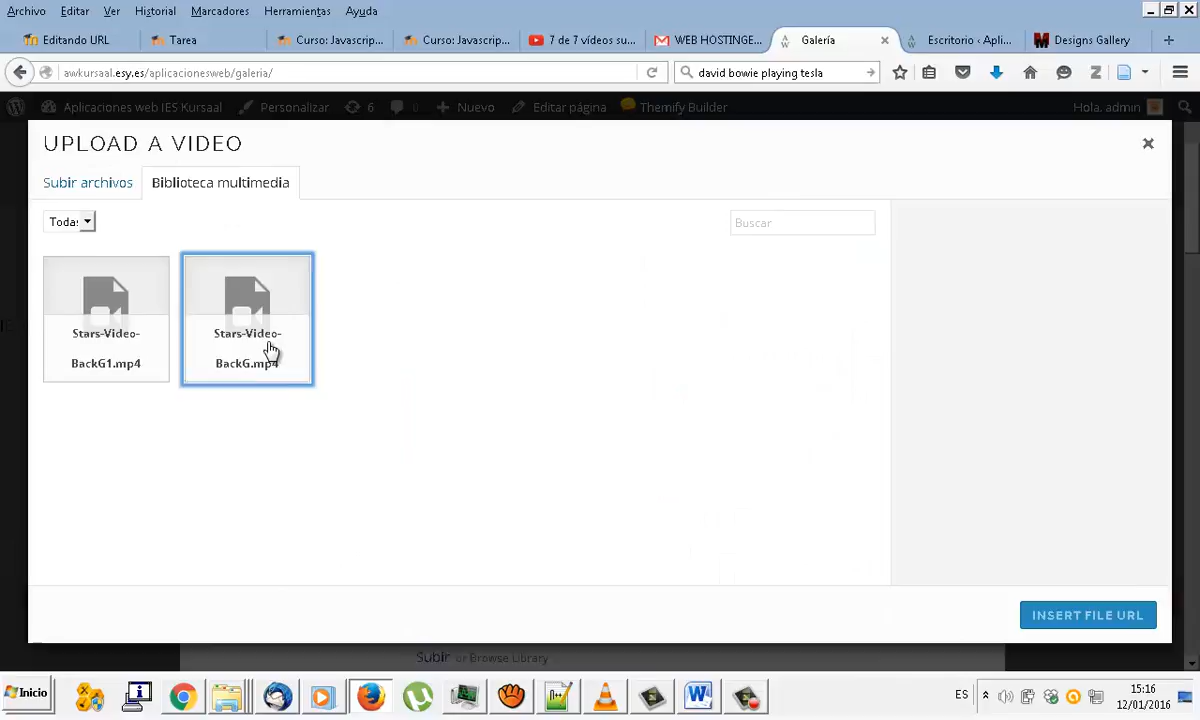 Archivo Editar Ver Historial Marcadores Herramientas Ayuda
Editando URL Tarea Curso: Javascrip... Curso: Javascrip... 7 de 7 vídeos su... WEB HOSTINGE... Galería Escritorio ‹ Apli... Designs Gallery
awkursaal.esy.es/aplicacionesweb/galeria/ david bowie playing tesla
Aplicaciones web IES Kursaal Personalizar 6 Nuevo Editar página Themify Builder Hola, admin
UPLOAD A VIDEO
Subir archivos Biblioteca multimedia
Toda: Buscar
Stars-Video-
BackG1.mp4
Stars-Video-
BackG.mp4
INSERT FILE URL
Subir or Browse Library
Inicio ES 15:16
12/01/2016